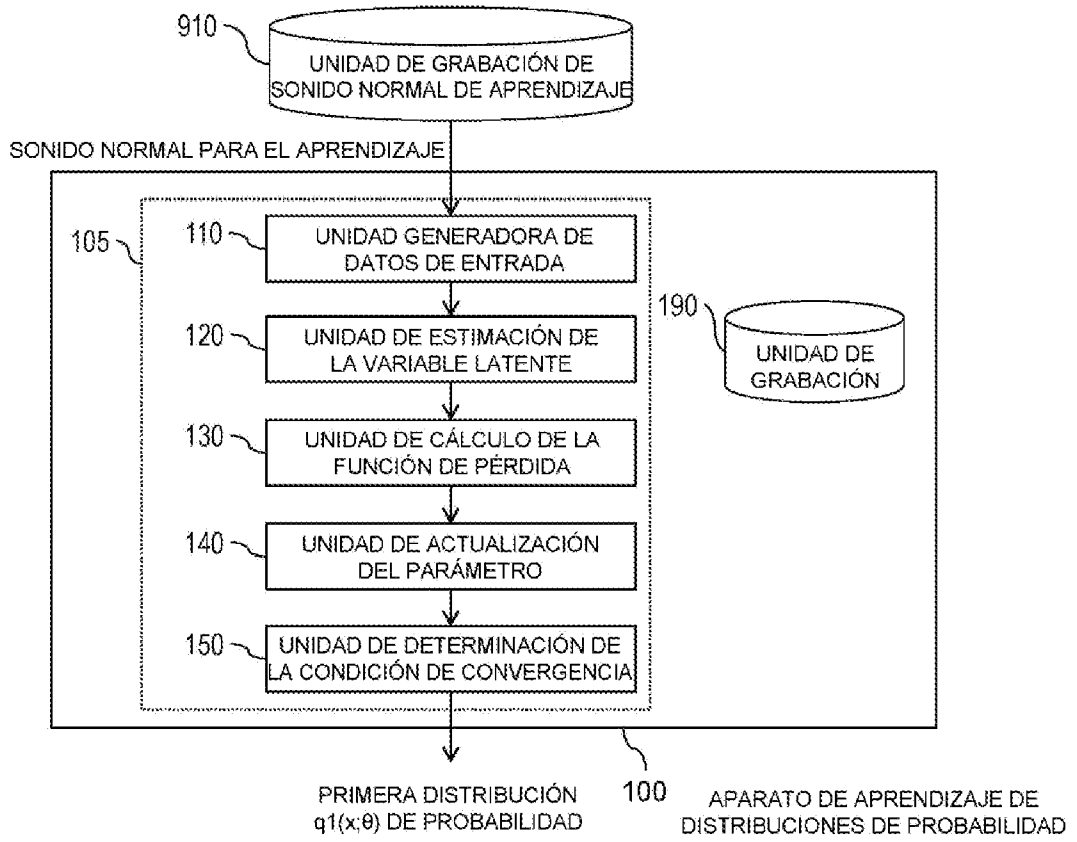 910
UNIDAD DE GRABACIÓN DE
SONIDO NORMAL DE APRENDIZAJE
SONIDO NORMAL PARA EL APRENDIZAJE
105
110
UNIDAD GENERADORA DE
DATOS DE ENTRADA
120
UNIDAD DE ESTIMACIÓN DE
LA VARIABLE LATENTE
190
UNIDAD DE
GRABACIÓN
130
UNIDAD DE CÁLCULO DE LA
FUNCIÓN DE PÉRDIDA
140
UNIDAD DE ACTUALIZACIÓN
DEL PARÁMETRO
150
UNIDAD DE DETERMINACIÓN DE
LA CONDICIÓN DE CONVERGENCIA
PRIMERA DISTRIBUCIÓN
q1(x;θ) DE PROBABILIDAD
100
APARATO DE APRENDIZAJE DE
DISTRIBUCIONES DE PROBABILIDAD